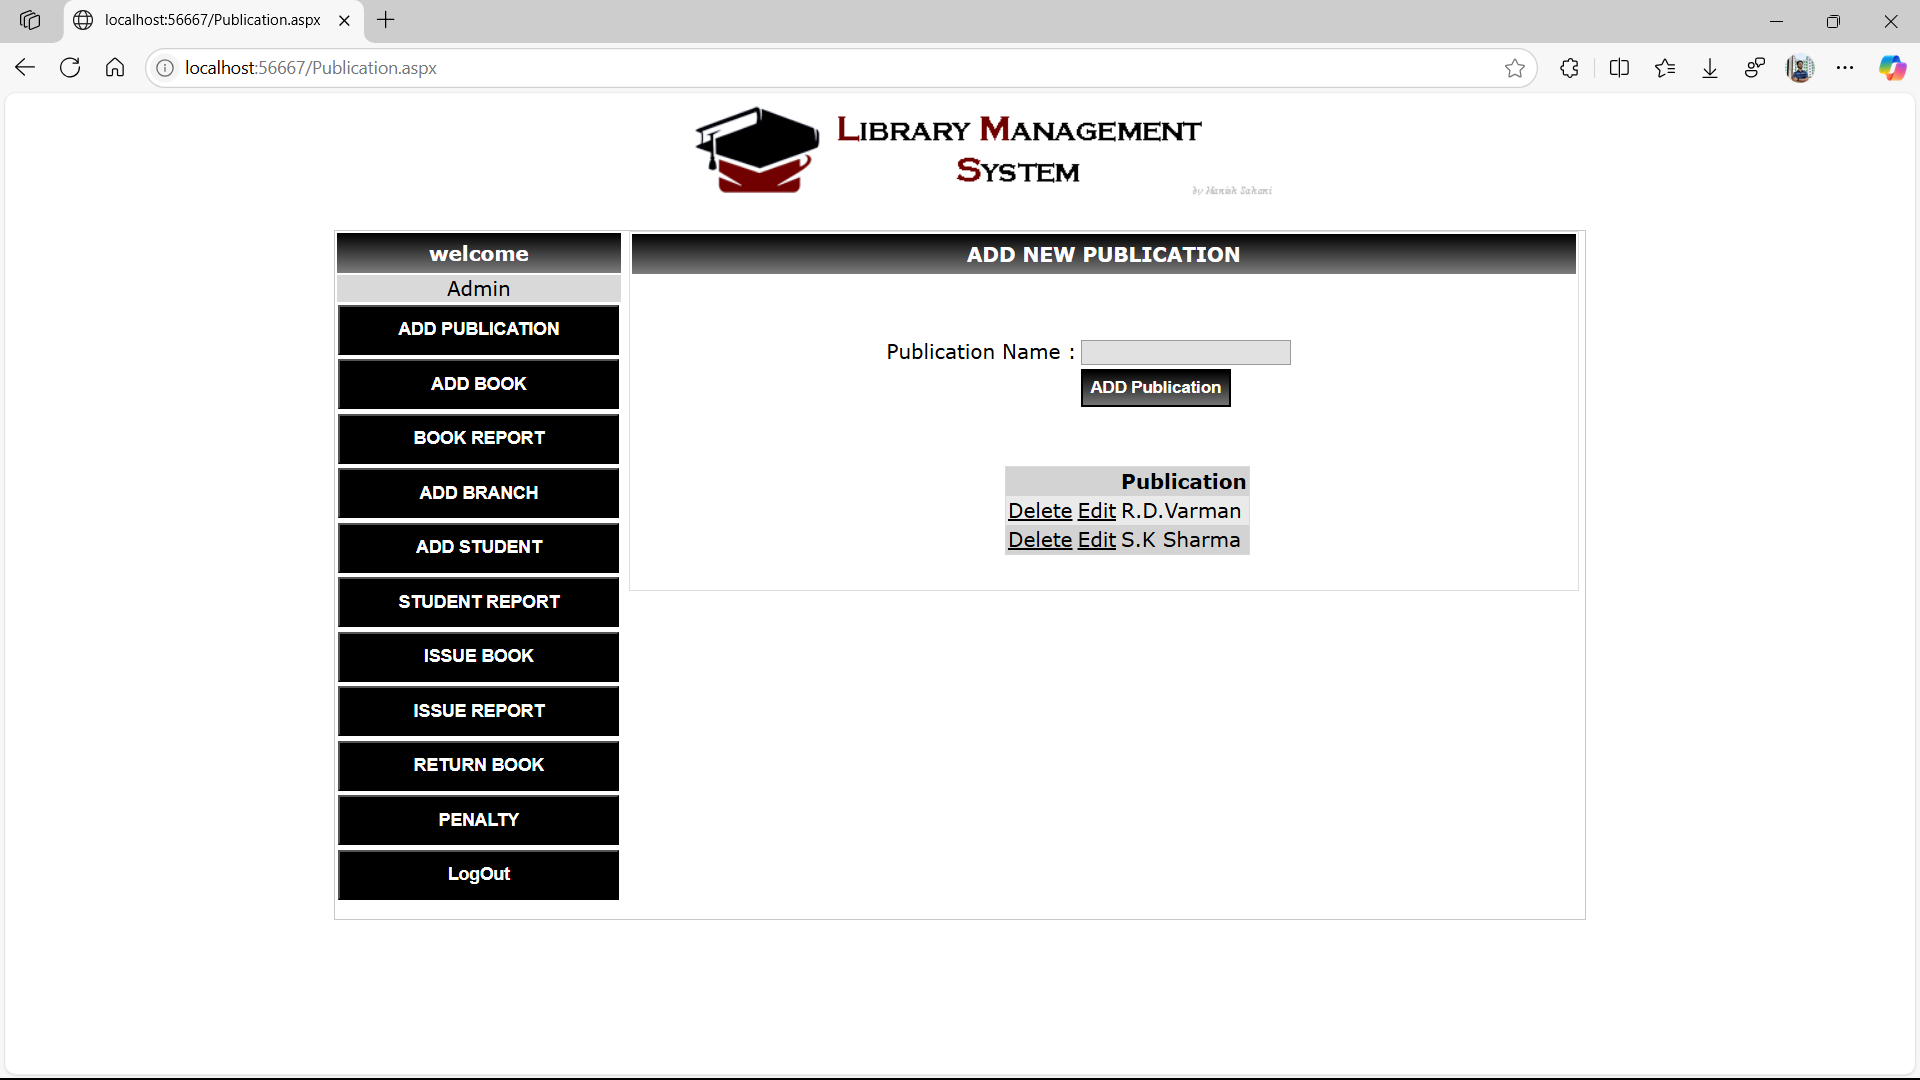 localhost:56667/Publication.aspx
localhost:56667/Publication.aspx
LIBRARY MANAGEMENT
SYSTEM
by Manish Sahani
welcome
Admin
ADD PUBLICATION
ADD BOOK
BOOK REPORT
ADD BRANCH
ADD STUDENT
STUDENT REPORT
ISSUE BOOK
ISSUE REPORT
RETURN BOOK
PENALTY
LogOut
ADD NEW PUBLICATION
Publication Name :
ADD Publication
Publication
Delete Edit R.D.Varman
Delete Edit S.K Sharma